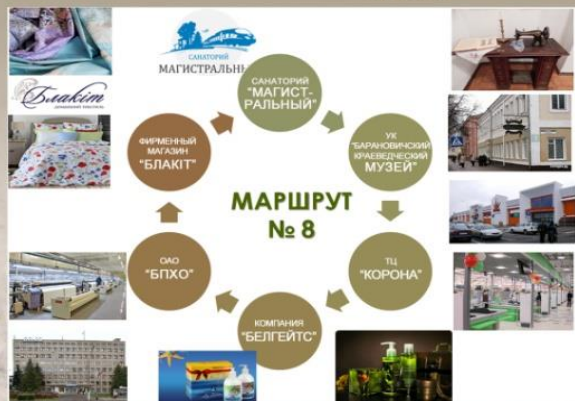 САНАТОРИЙ
МАГИСТРАЛЬНЫ
Блакiт
САНАТОРИЙ
"МАГИСТ-
РАЛЬНЫЙ"
УК
"БАРАНОВИЧСКИЙ
КРАЕВЕДЧЕСКИЙ
МУЗЕЙ"
ТЦ
"КОРОНА"
КОМПАНИЯ
"БЕЛГЕЙТС"
ОАО
"БПХО"
ФИРМЕННЫЙ
МАГАЗИН
"БЛАКІТ"
МАРШРУТ
№ 8